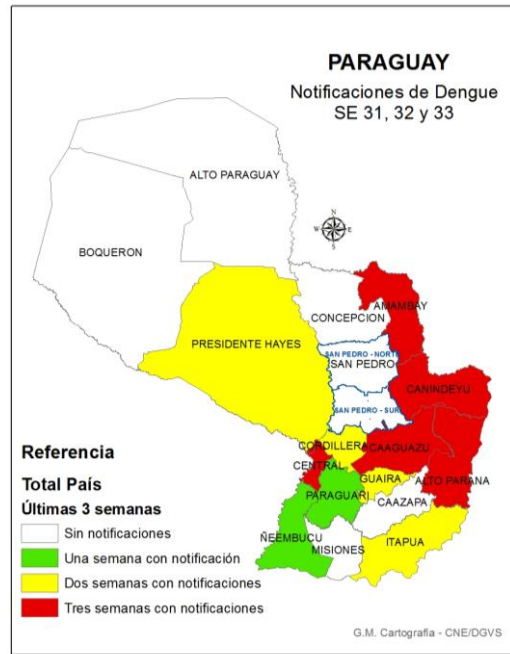 PARAGUAY
Notificaciones de Dengue
SE 31, 32 y 33
ALTO PARAGUAY
N
W E
S
BOQUERON
AMAMBAY
CONCEPCION
PRESIDENTE HAYES
SAN PEDRO - NORTE
SAN PEDRO
CANINDEYU
SAN PEDRO - SUR
CORDILLERA
CAAGUAZU
CENTRAL
GUAIRA
ALTO PARANA
PARAGUARI
CAAZAPA
ÑEEMBUCU
MISIONES
ITAPUA
Referencia
Total País
Últimas 3 semanas
Sin notificaciones
Una semana con notificación
Dos semanas con notificaciones
Tres semanas con notificaciones
G.M. Cartografía - CNE/DGVS